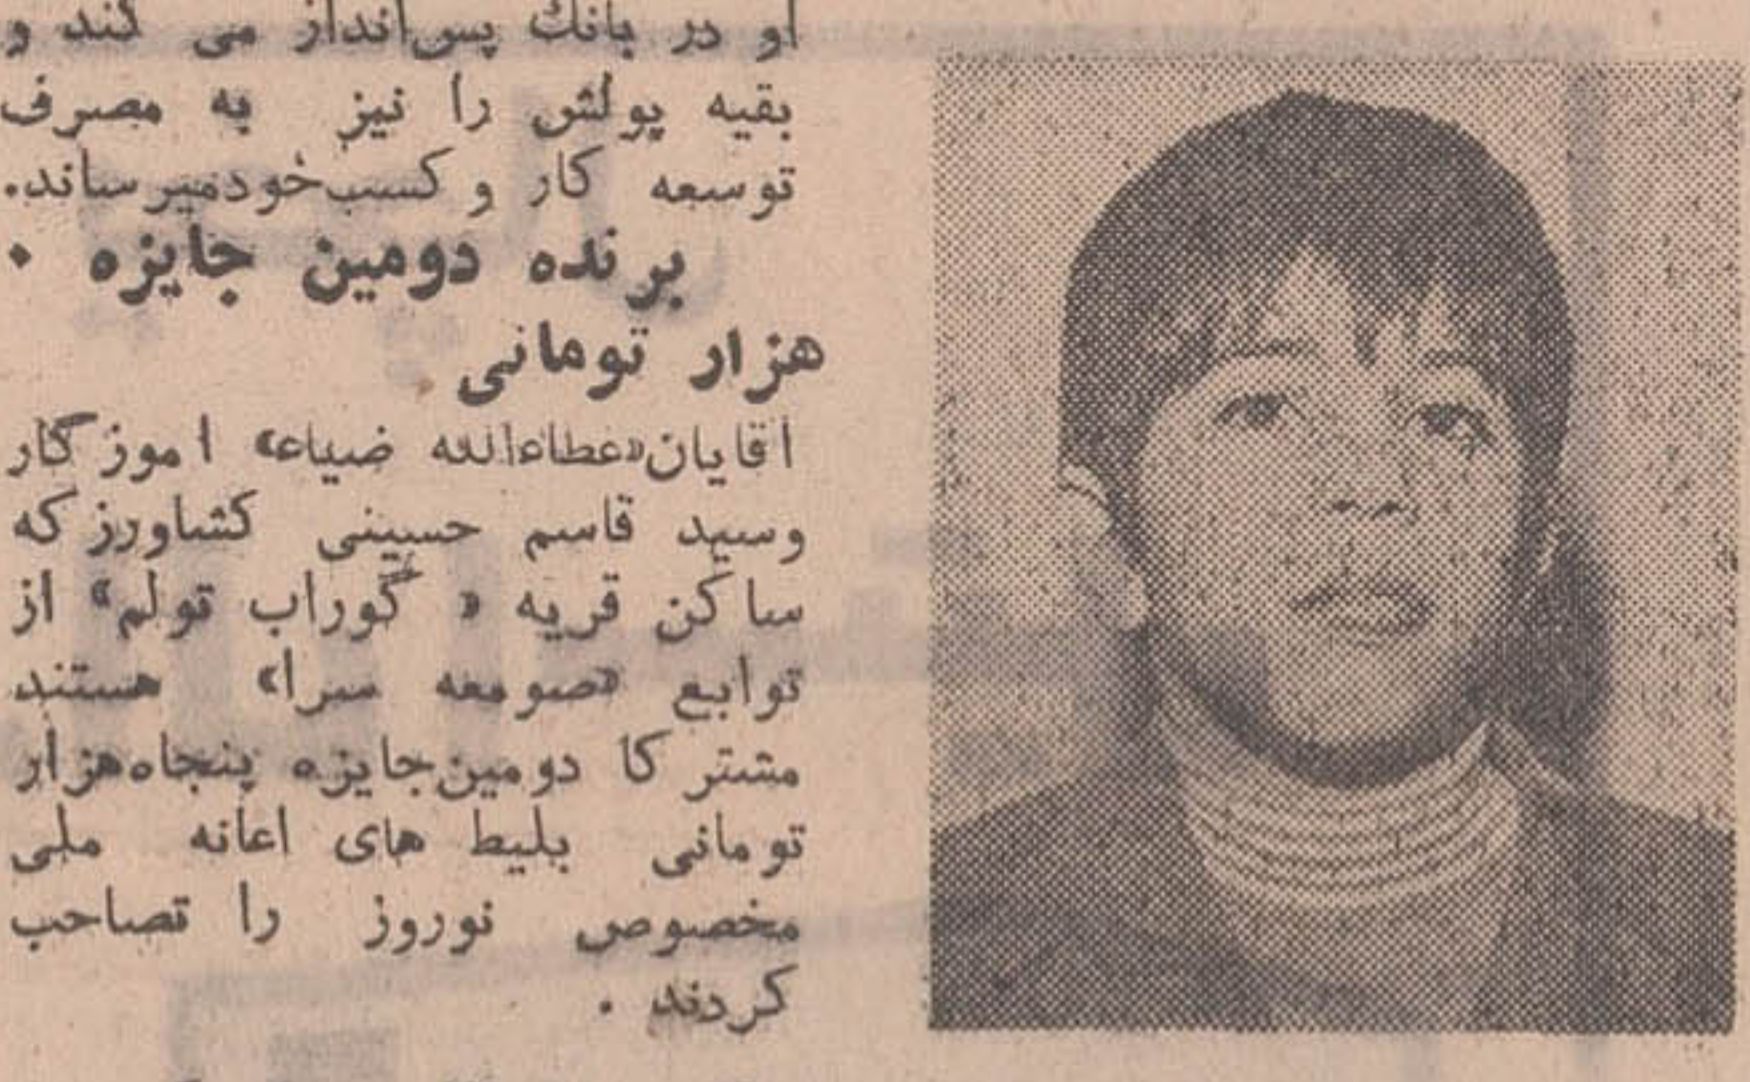 او در بانك پس‌انداز می کند و
بقیه پولش را نیز به مصرف
توسعه کار و کسب‌خودمیرساند.
برنده دومین جایزه ۰
هزار تومانی
آقایان«عطاءالله ضیاء» آموزگار
وسید قاسم حسینی کشاورز که
ساکن قریه « گوراب تولم» از
توابع «صومعه سرا» هستند
مشترکا دومین‌جایزه پنجاه‌هزار
تومانی بلیط های اعانه ملی
مخصوص نوروز را تصاحب
کردند .